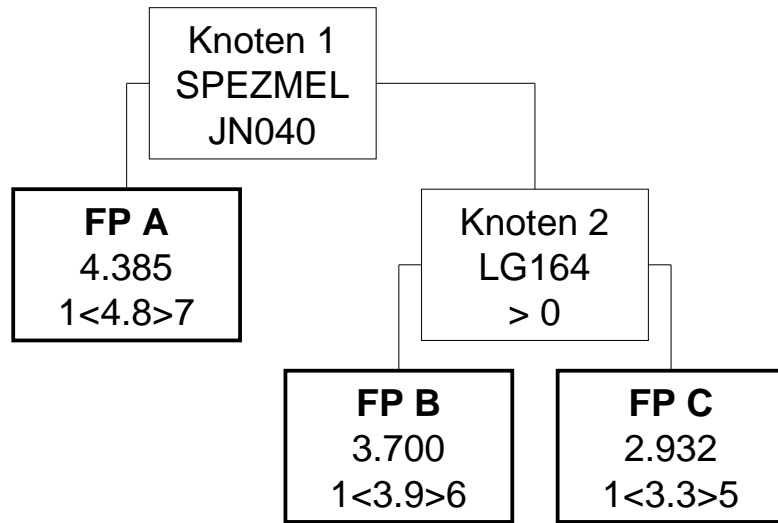 Knoten 1
SPEZMEL
JN040
FP A
4.385
1<4.8>7
Knoten 2
LG164
> 0
FP B
3.700
1<3.9>6
FP C
2.932
1<3.3>5